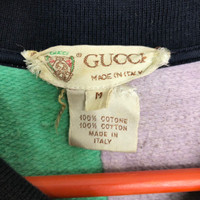 ® GUCCI
MADE IN ITALY
M
100% COTONE
100% COTTON
MADE IN
ITALY